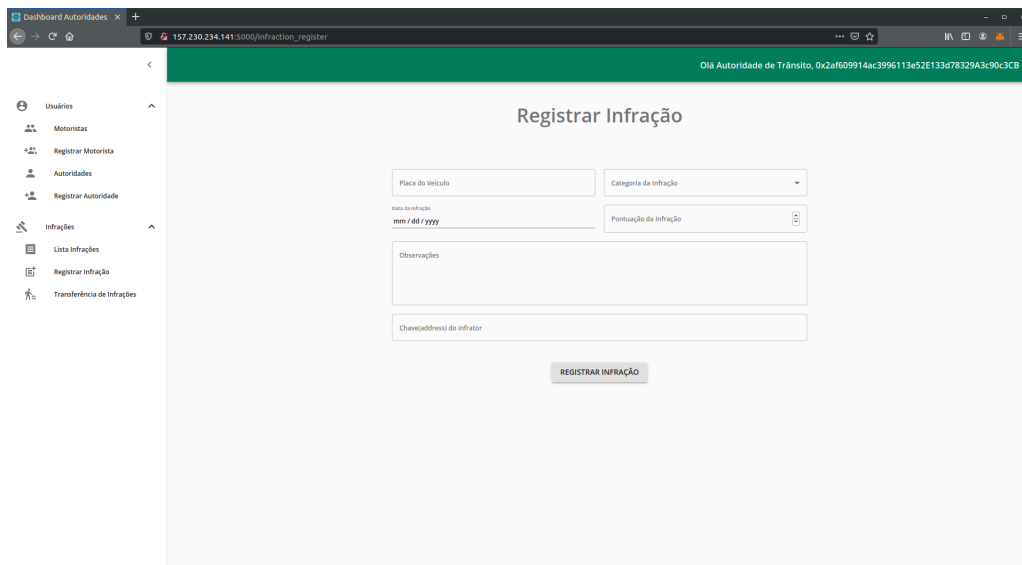 Dashboard Autoridades
157.230.234.141:5000/infraction_register
Olá Autoridade de Trânsito, 0x2af609914ac3996113e52E133d78329A3c90c3CB
Usuários
Motoristas
Registrar Motorista
Autoridades
Registrar Autoridade
Infrações
Lista Infrações
Registrar Infração
Transferência de Infrações
Registrar Infração
Placa do Veículo
Categoria da Infração
Data da Infração
mm / dd / yyyy
Pontuação da Infração
Observações
Chave(address) do infrator
REGISTRAR INFRAÇÃO